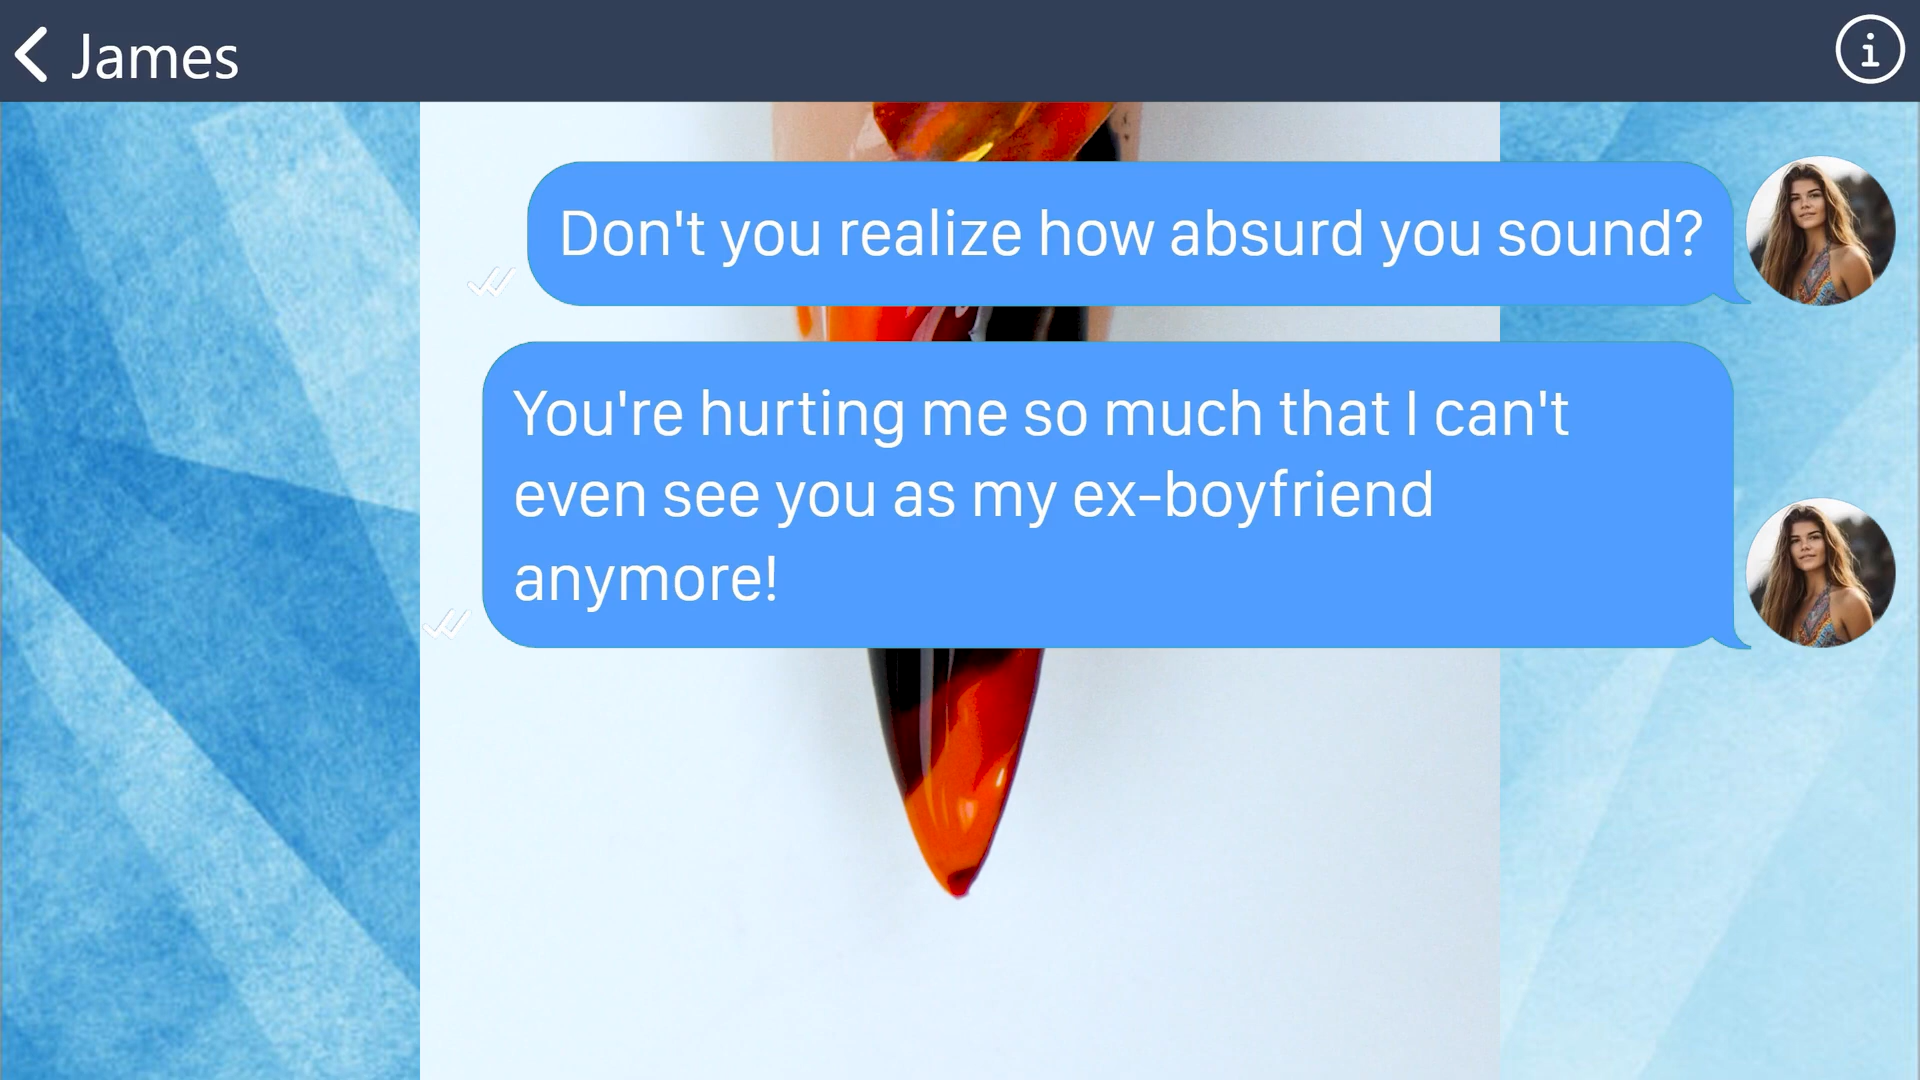 James
Don't you realize how absurd you sound?
You're hurting me so much that I can't
even see you as my ex-boyfriend
anymore!